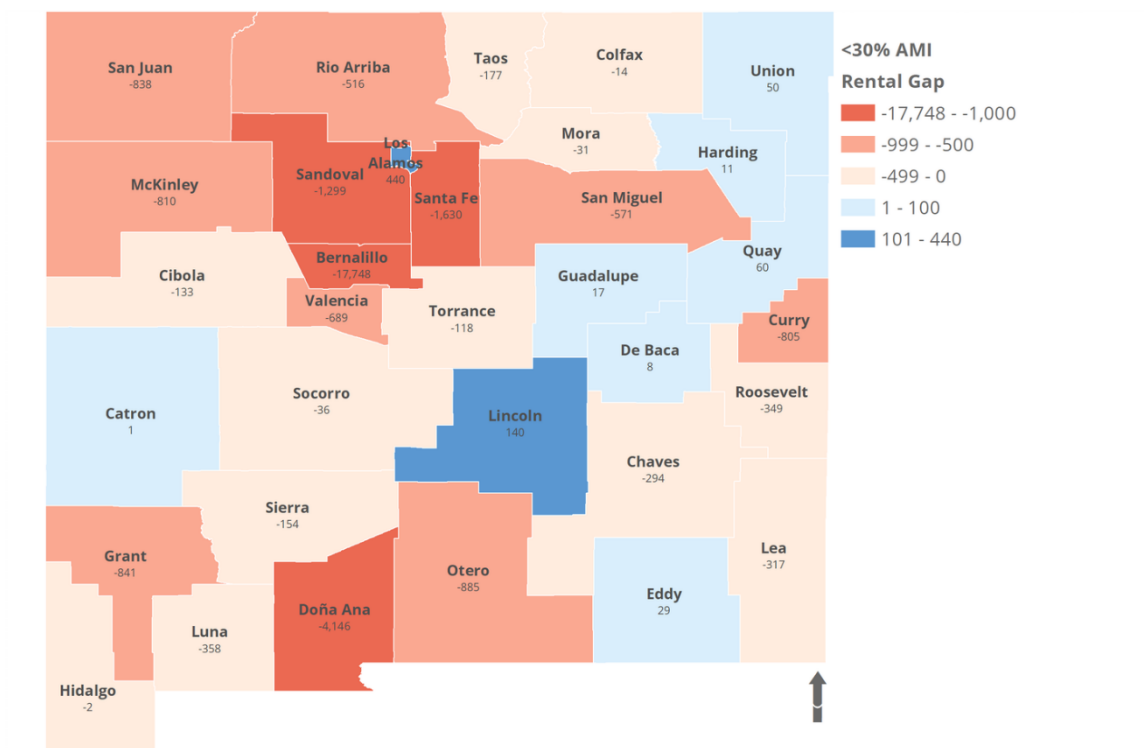 San Juan
-838
Rio Arriba
-516
Taos
-177
Colfax
-14
Union
50
Mora
-31
Harding
11
Los
Alamos
440
McKinley
-810
Sandoval
-1,299
Santa Fe
-1,630
San Miguel
-571
Quay
60
Cibola
-133
Bernalillo
-17,748
Guadalupe
17
Valencia
-689
Torrance
-118
Curry
-805
De Baca
8
Catron
1
Socorro
-36
Lincoln
140
Roosevelt
-349
Chaves
-294
Sierra
-154
Grant
-841
Otero
-885
Lea
-317
Eddy
29
Doña Ana
-4,146
Luna
-358
Hidalgo
-2
<30% AMI
Rental Gap
-17,748 - -1,000
-999 - -500
-499 - 0
1 - 100
101 - 440